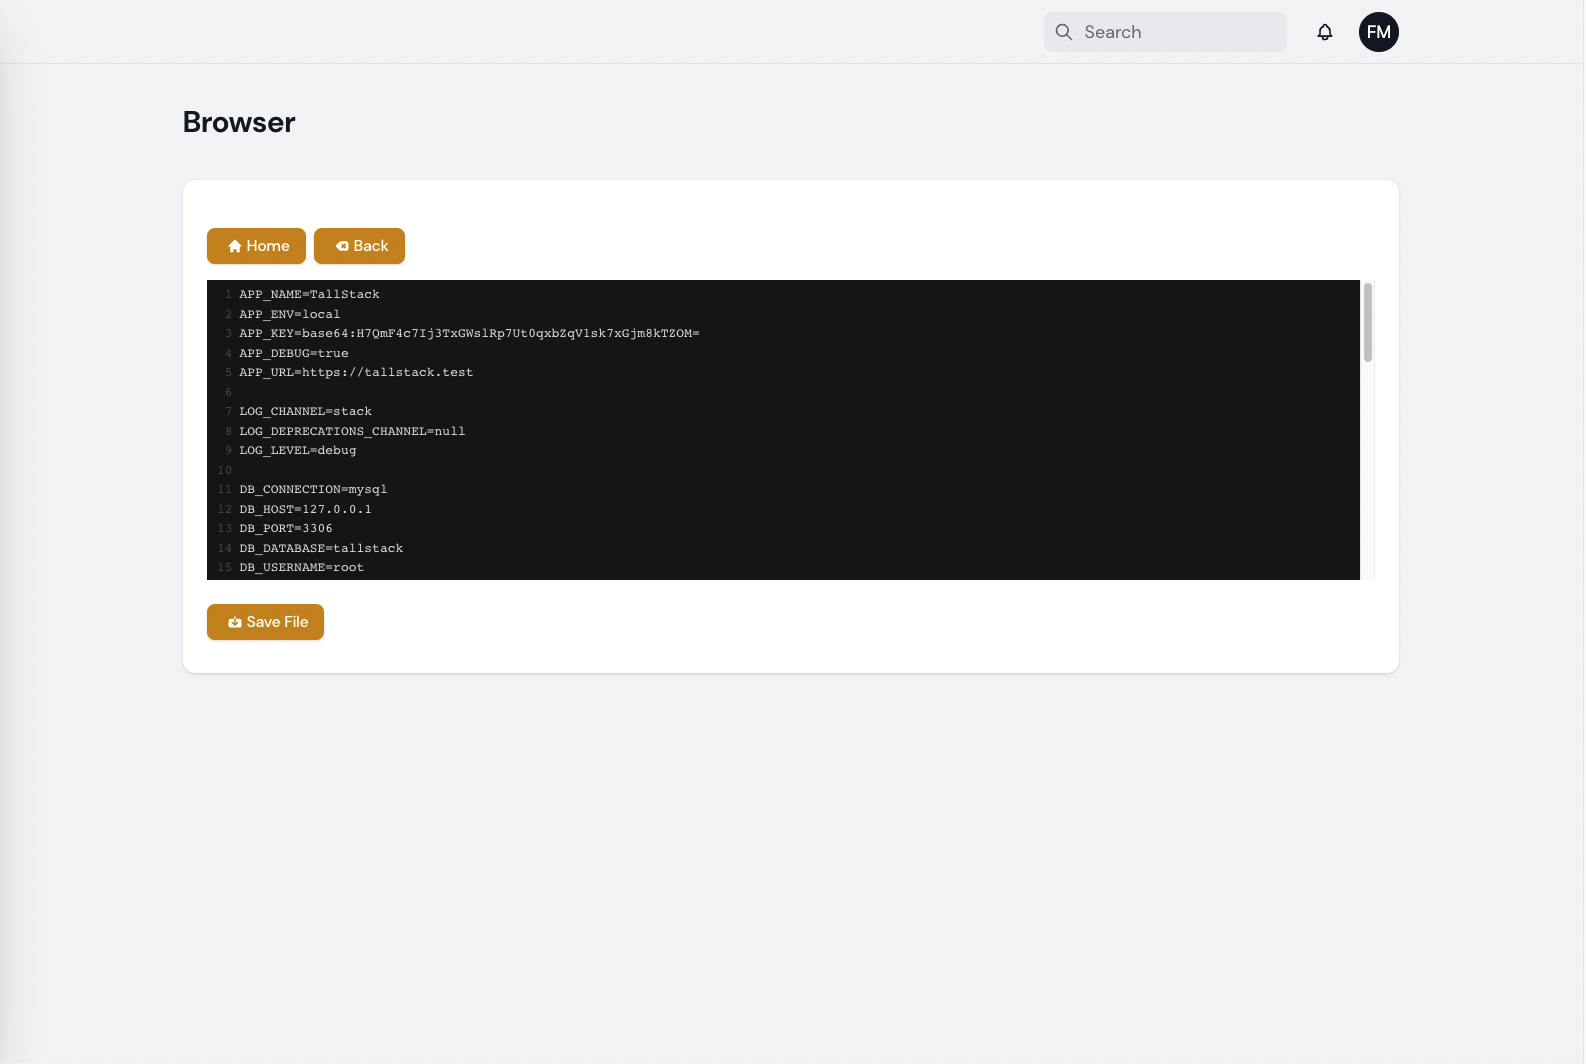 Search
FM
Browser
Home
Back
1 APP_NAME=TallStack
2 APP_ENV=local
3 APP_KEY=base64:H7QmF4c7Ij3TxGWslRp7Ut0qxbZqV1sk7xGjm8kTZOM=
4 APP_DEBUG=true
5 APP_URL=https://tallstack.test
6
7 LOG_CHANNEL=stack
8 LOG_DEPRECATIONS_CHANNEL=null
9 LOG_LEVEL=debug
10
11 DB_CONNECTION=mysql
12 DB_HOST=127.0.0.1
13 DB_PORT=3306
14 DB_DATABASE=tallstack
15 DB_USERNAME=root
Save File